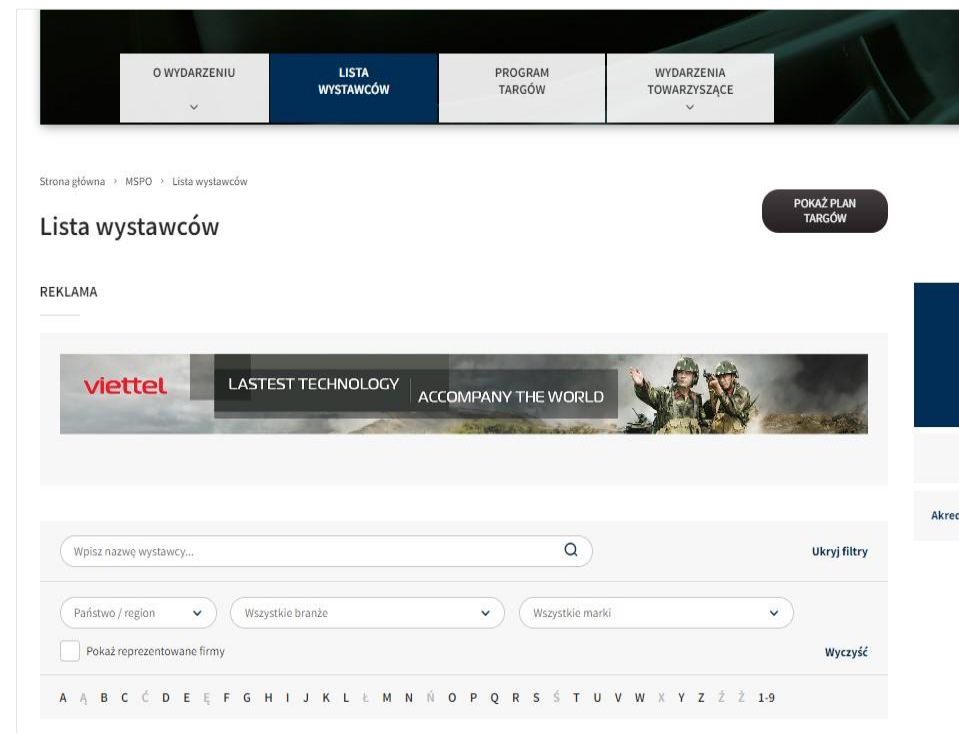 O WYDARZENIU
LISTA
WYSTAWCÓW
PROGRAM
TARGÓW
WYDARZENIA
TOWARZYSZĄCE
Strona główna › MSPO › Lista wystawców
Lista wystawców
POKAŻ PLAN
TARGÓW
REKLAMA
viettel
LASTEST TECHNOLOGY
ACCOMPANY THE WORLD
Wpisz nazwę wystawcy...
Ukryj filtry
Akred
Państwo / region
Wszystkie branże
Wszystkie marki
Pokaż reprezentowane firmy
Wyczyść
A Ą B C Ć D E Ę F G H I J K L Ł M N Ń O P Q R S Ś T U V W X Y Z Ź Ż 1-9